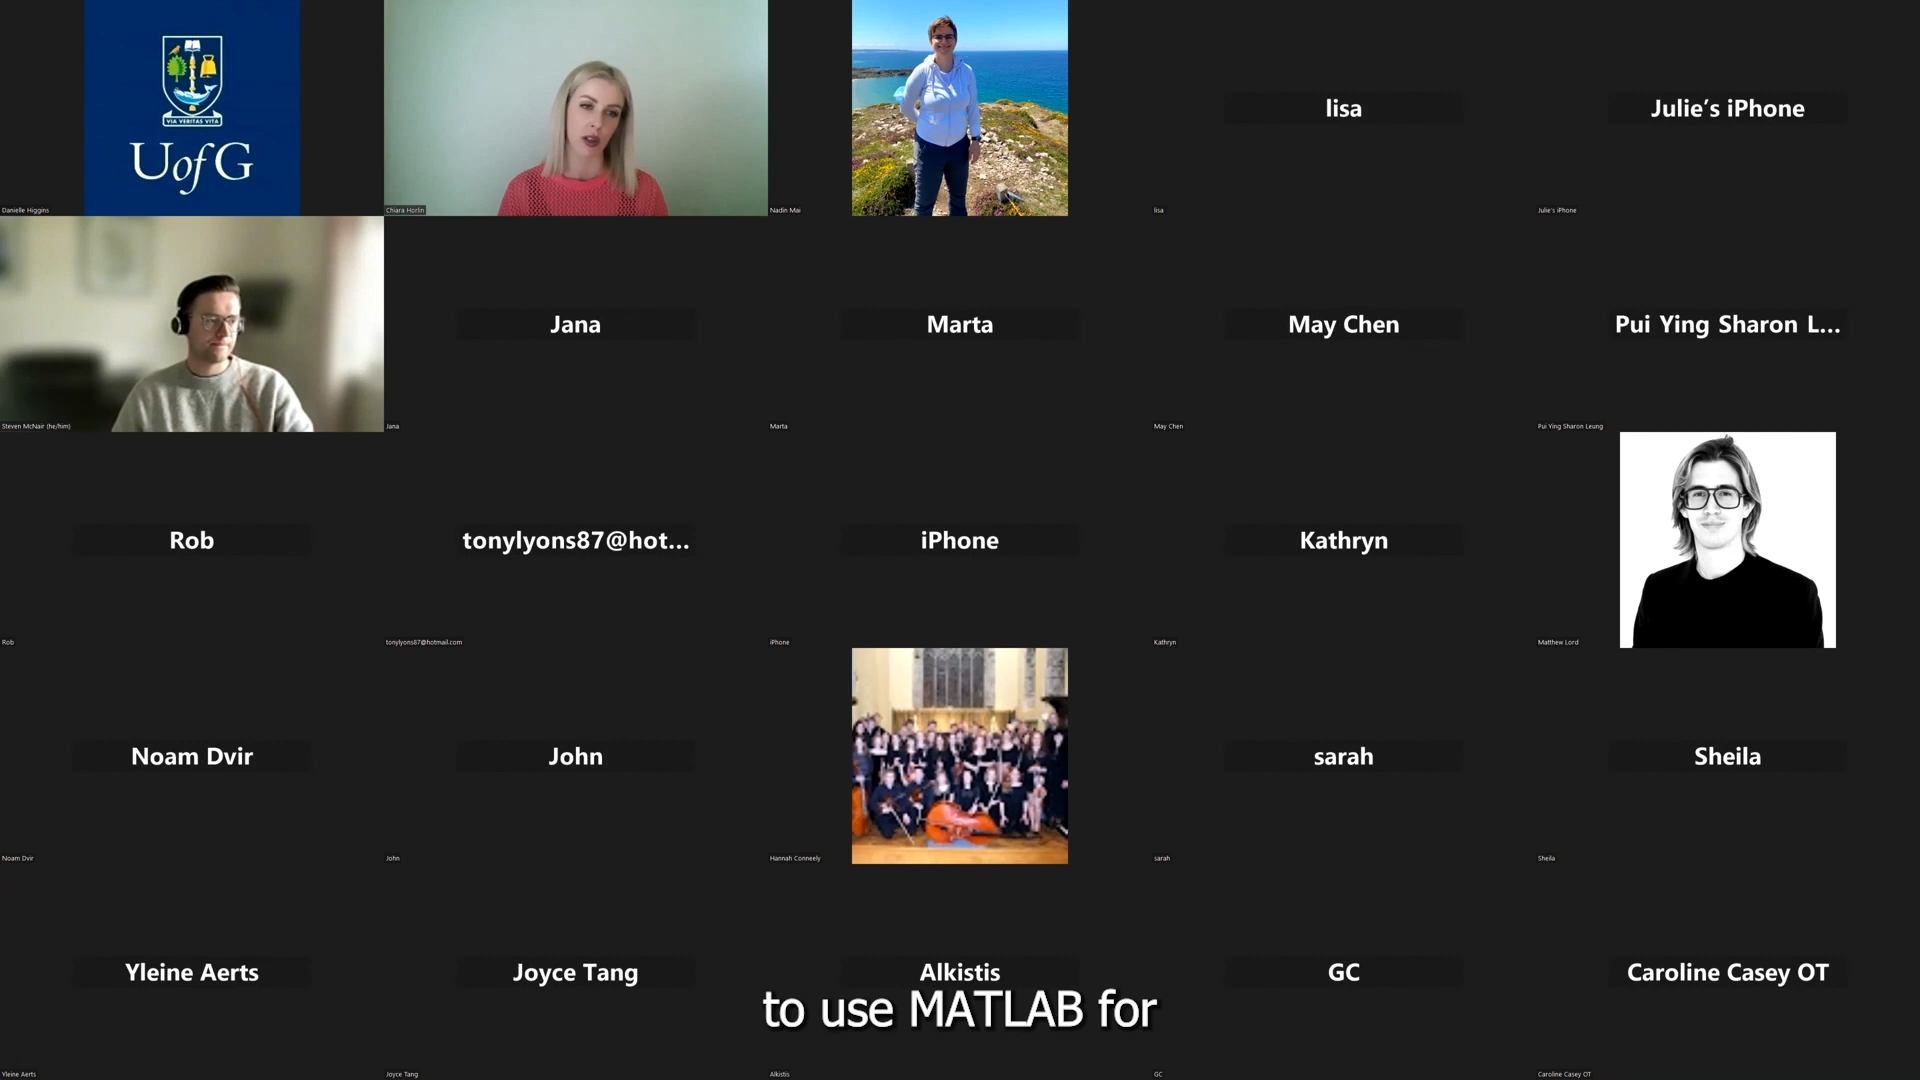 VIA VERITAS VITA
UofG
Danielle Higgins
Chiara Horlin
Nadin Mai
lisa
lisa
Julie's iPhone
Julie's iPhone
Steven McNair (he/him)
Jana
Jana
Marta
Marta
May Chen
May Chen
Pui Ying Sharon L...
Pui Ying Sharon Leung
Rob
Rob
tonylyons87@hot...
tonylyons87@hotmail.com
iPhone
iPhone
Kathryn
Kathryn
Matthew Lord
Noam Dvir
Noam Dvir
John
John
Hannah Conneely
sarah
sarah
Sheila
Sheila
Yleine Aerts
Yleine Aerts
Joyce Tang
Joyce Tang
Alkistis
Alkistis
GC
GC
Caroline Casey OT
Caroline Casey OT
to use MATLAB for